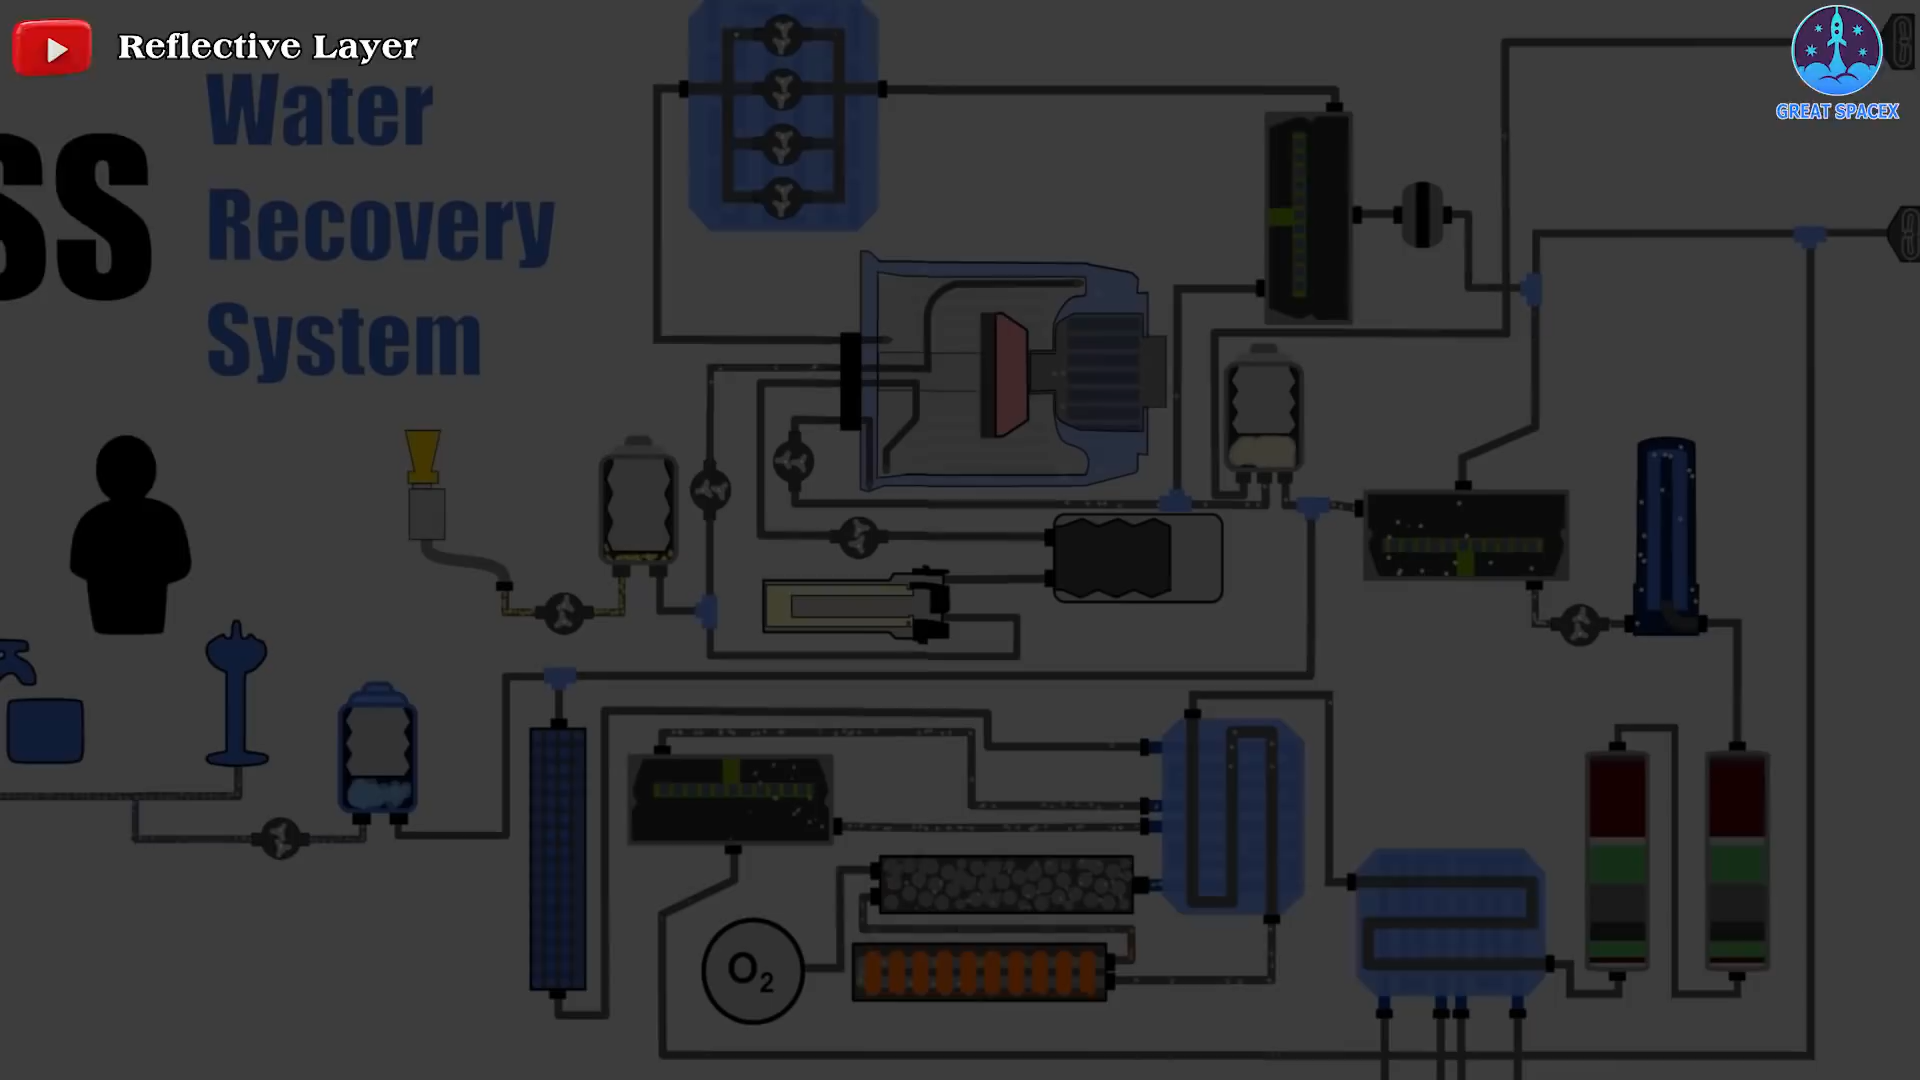 Reflective Layer
GREAT SPACEX
SS
Water
Recovery
System
O₂